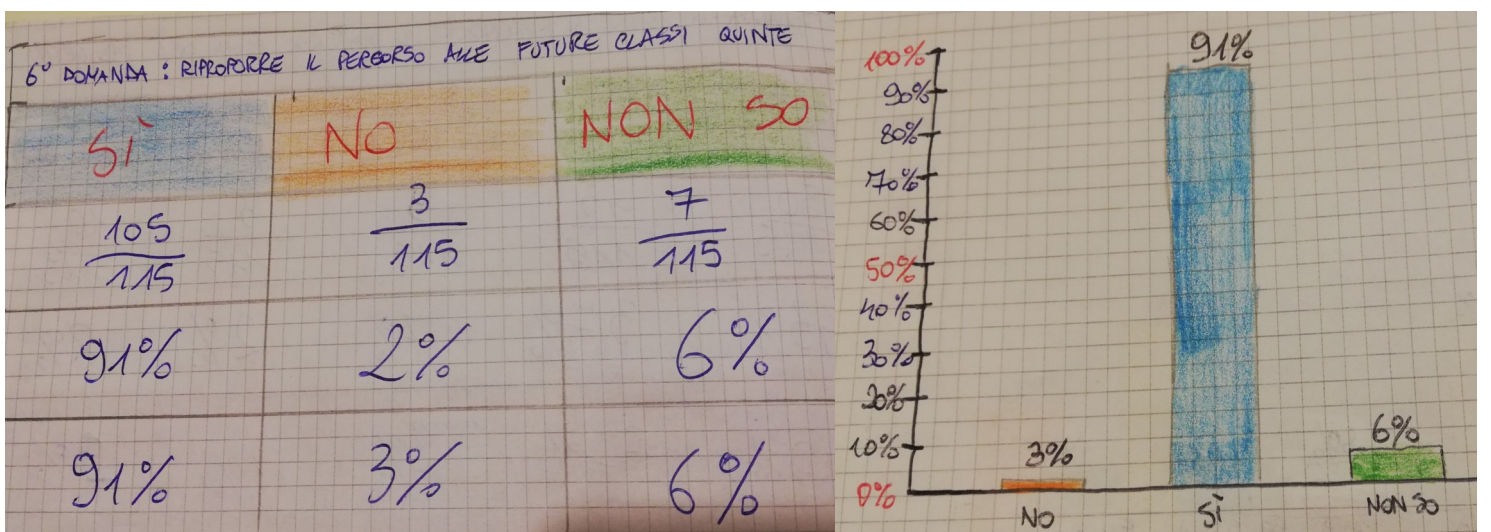 6° DOMANDA: RIPROPORRE IL PERCORSO ALLE FUTURE CLASSI QUINTE
SÌ NO NON SO
105/115 3/115 7/115
91% 2% 6%
91% 3% 6%
91%
100%
90%
80%
70%
60%
50%
40%
30%
20%
10%
0%
3%
6%
NO SÌ NON SO